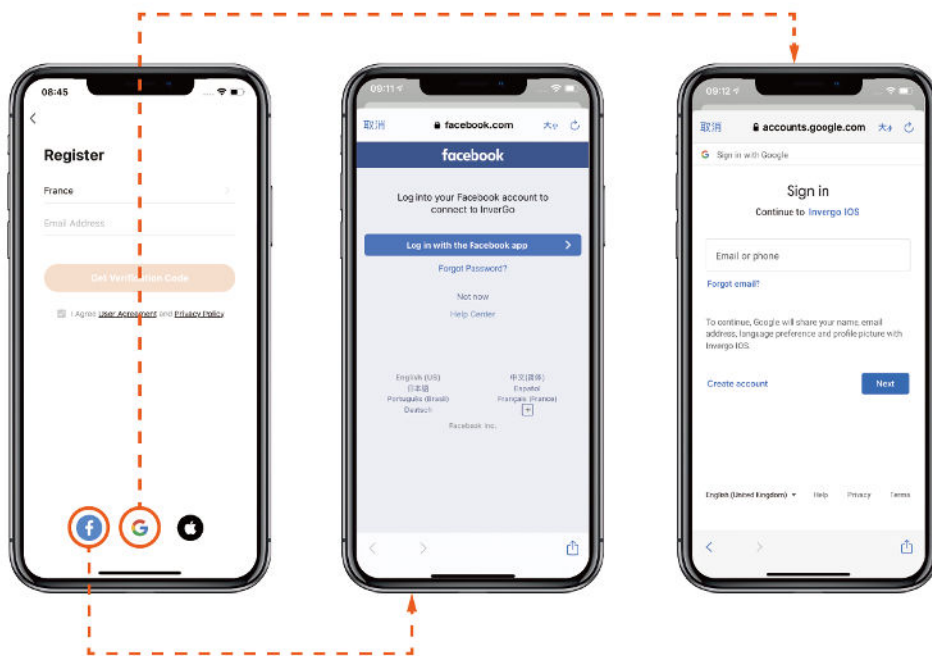 08:45
Register
France
Email Address
Get Verification Code
I Agree User Agreement and Privacy Policy
09:11
取消
facebook.com
大
facebook
Log into your Facebook account to
connect to InverGo
Log in with the Facebook app
Forgot Password?
Not now
Help Center
English (US)
中文(简体)
日本語
Español
Português (Brasil)
Français (France)
Deutsch
Facebook Inc.
09:12
取消
accounts.google.com
大
Sign in with Google
Sign in
Continue to Invergo IOS
Email or phone
Forgot email?
To continue, Google will share your name, email
address, language preference and profile picture with
Invergo IOS.
Create account
Next
English (United Kingdom)
Help
Privacy
Terms